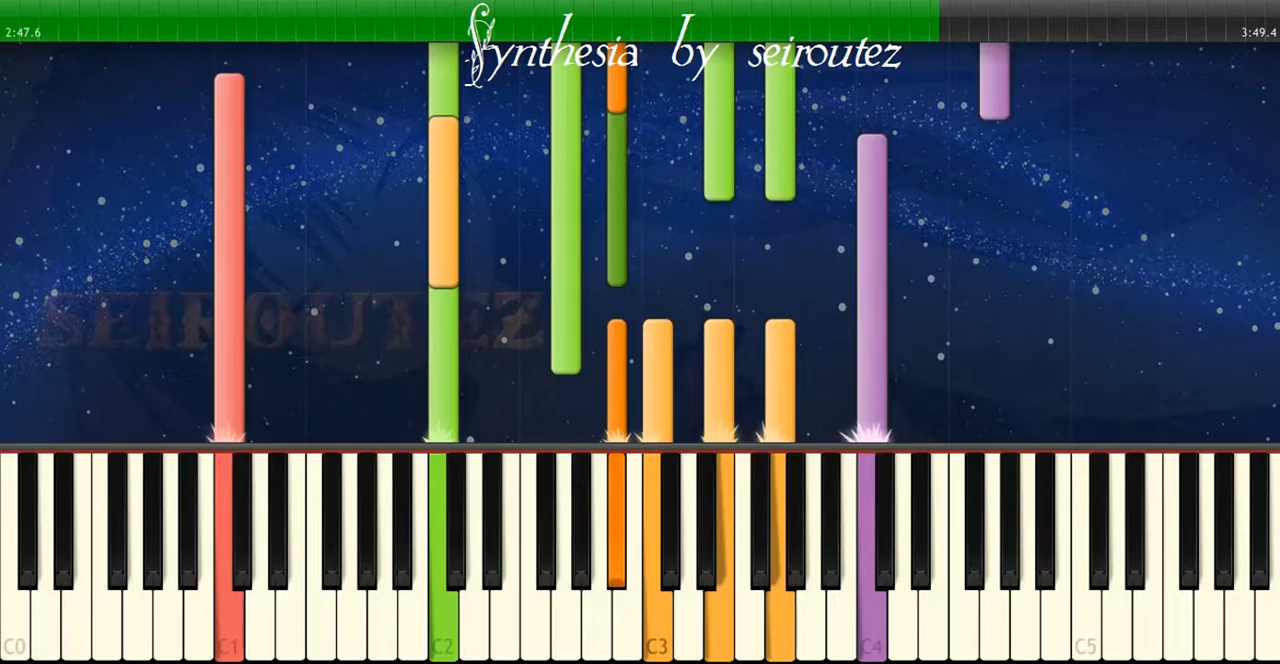 Synthesia by seiroutez
2:47.6
3:49.4
SEIROUTEZ
C0
C1
C2
C3
C4
C5